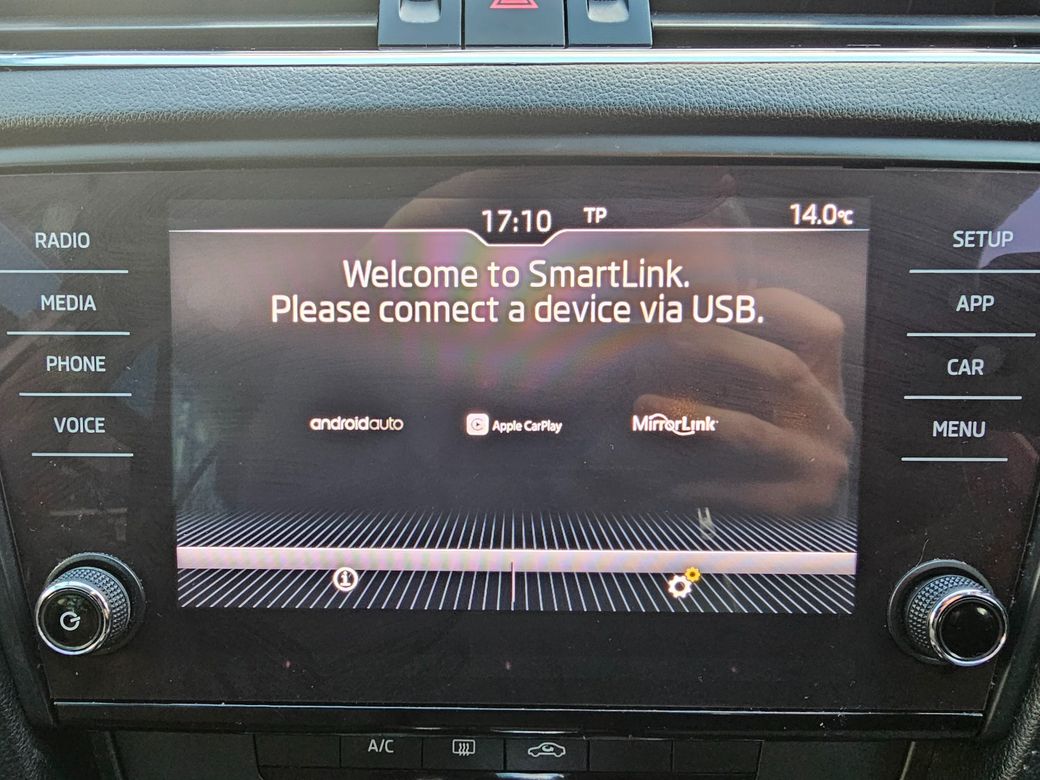 17:10 TP 14.0°C
RADIO
MEDIA
PHONE
VOICE
Welcome to SmartLink.
Please connect a device via USB.
androidauto Apple CarPlay MirrorLink
SETUP
APP
CAR
MENU
A/C